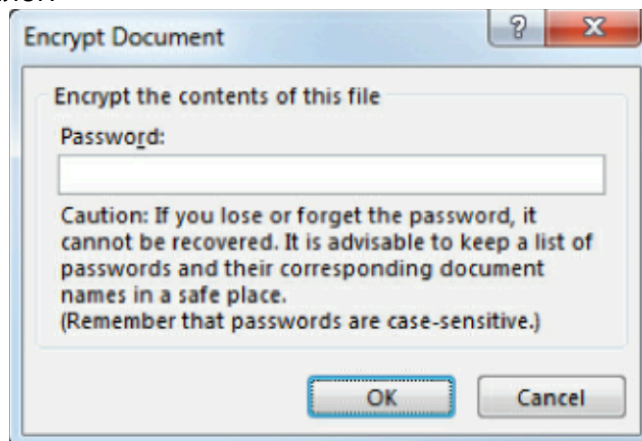 Encrypt Document
Encrypt the contents of this file
Password:
Caution: If you lose or forget the password, it
cannot be recovered. It is advisable to keep a list of
passwords and their corresponding document
names in a safe place.
(Remember that passwords are case-sensitive.)
OK Cancel